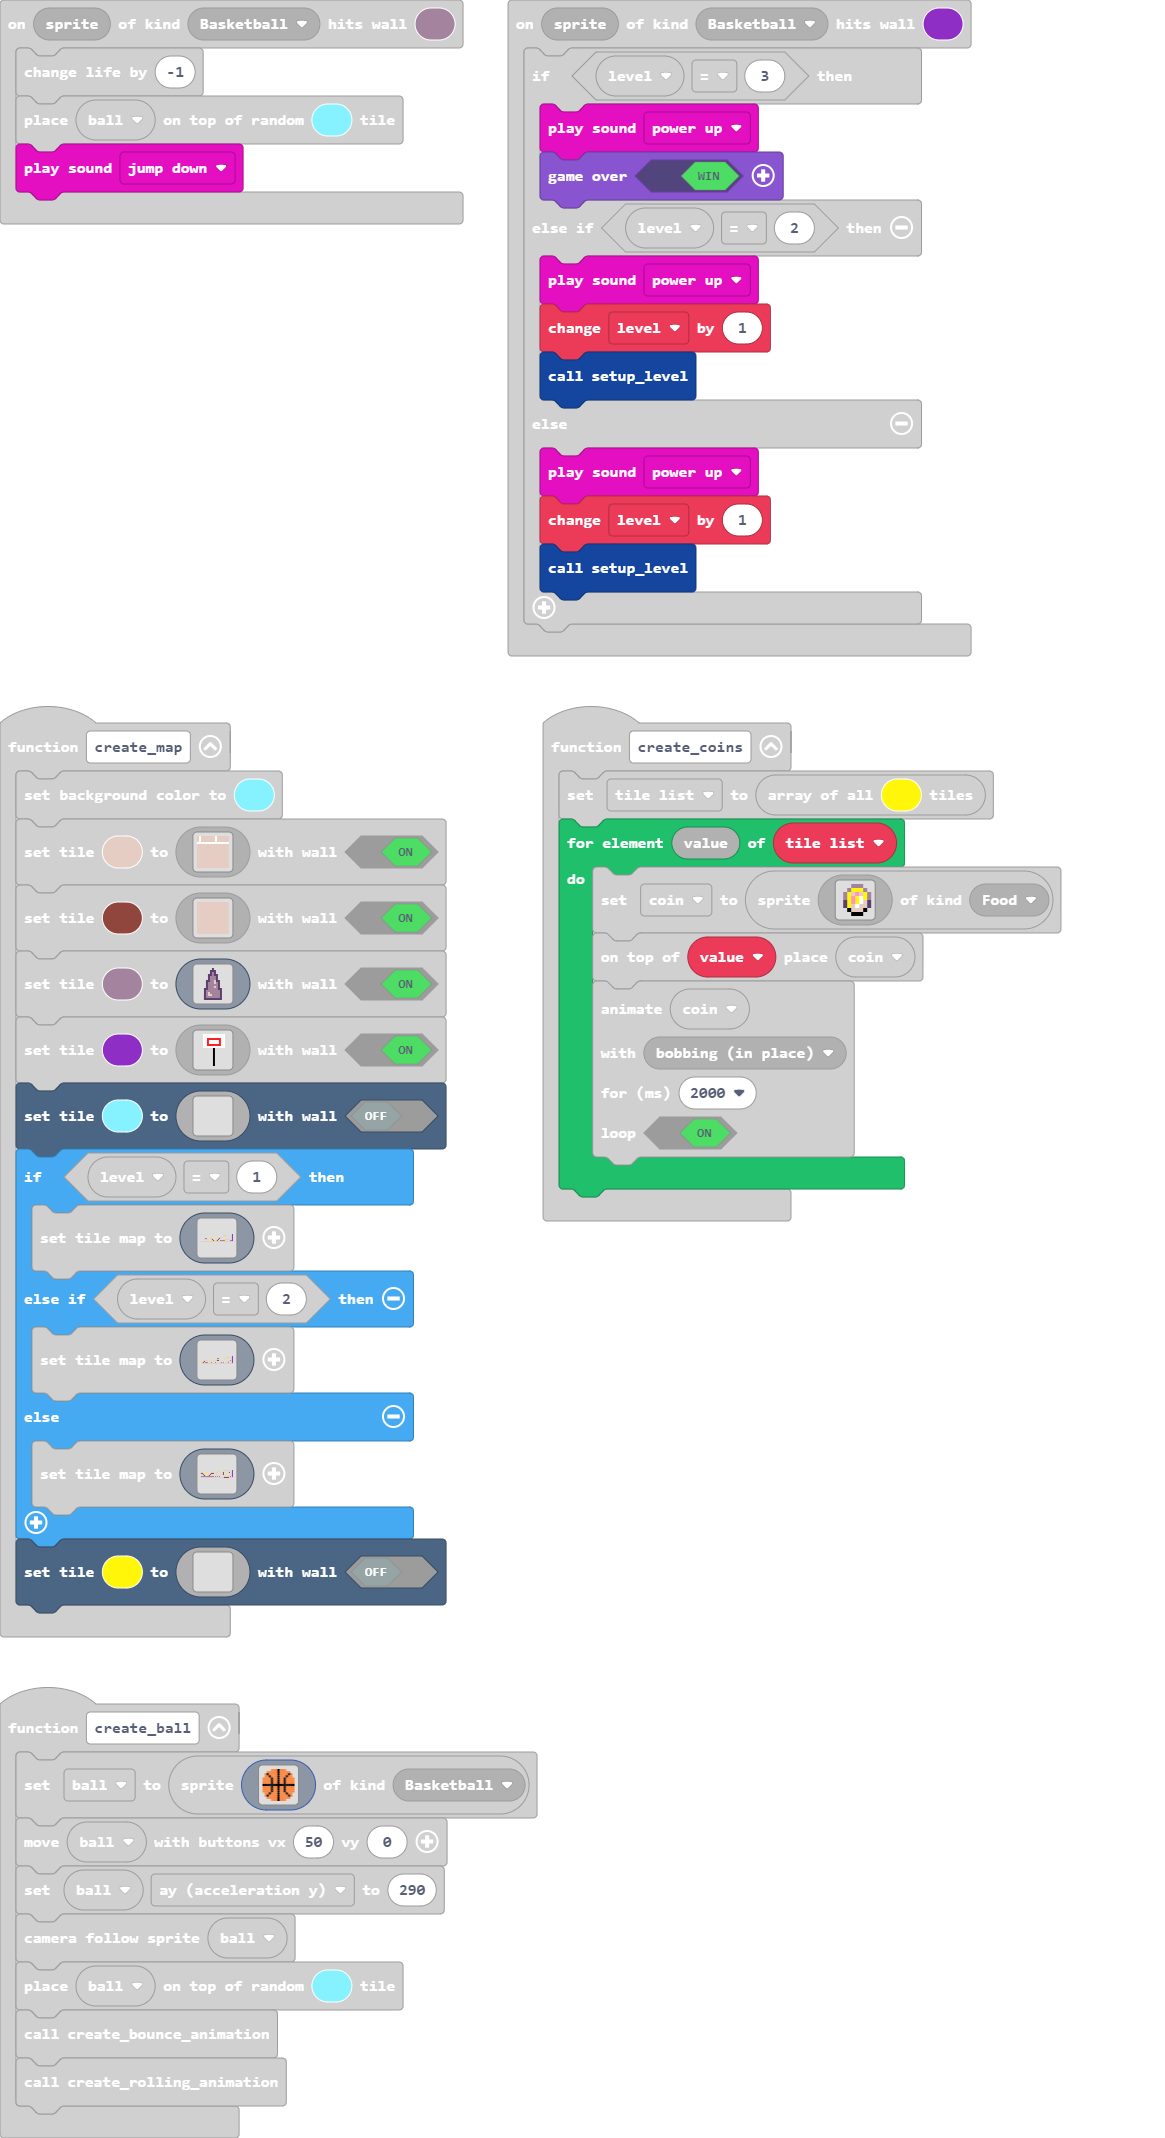 on sprite of kind Basketball hits wall
change life by -1
place ball on top of random tile
play sound jump down
on sprite of kind Basketball hits wall
if level = 3 then
play sound power up
game over WIN
else if level = 2 then
play sound power up
change level by 1
call setup_level
else
play sound power up
change level by 1
call setup_level
function create_map
set background color to
set tile to with wall ON
set tile to with wall ON
set tile to with wall ON
set tile to with wall ON
set tile to with wall OFF
if level = 1 then
set tile map to
else if level = 2 then
set tile map to
else
set tile map to
set tile to with wall OFF
function create_coins
set tile list to array of all tiles
for element value of tile list
do
set coin to sprite of kind Food
on top of value place coin
animate coin
with bobbing (in place)
for (ms) 2000
loop ON
function create_ball
set ball to sprite of kind Basketball
move ball with buttons vx 50 vy 0
set ball ay (acceleration y) to 290
camera follow sprite ball
place ball on top of random tile
call create_bounce_animation
call create_rolling_animation